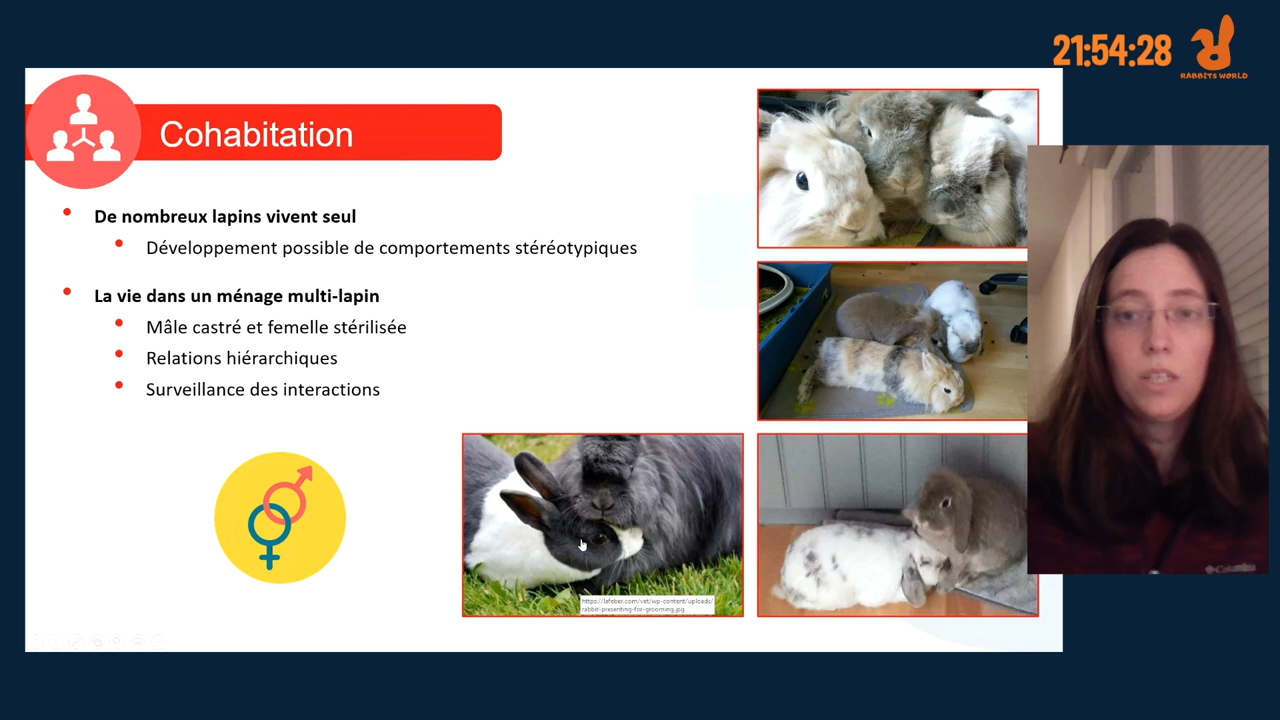 21:54:28
RABBITS WORLD
Cohabitation
De nombreux lapins vivent seul
Développement possible de comportements stéréotypiques
La vie dans un ménage multi-lapin
Mâle castré et femelle stérilisée
Relations hiérarchiques
Surveillance des interactions
https://lafeber.com/vet/wp-content/uploads/
rabbit-presenting-for-grooming.jpg
Columbia